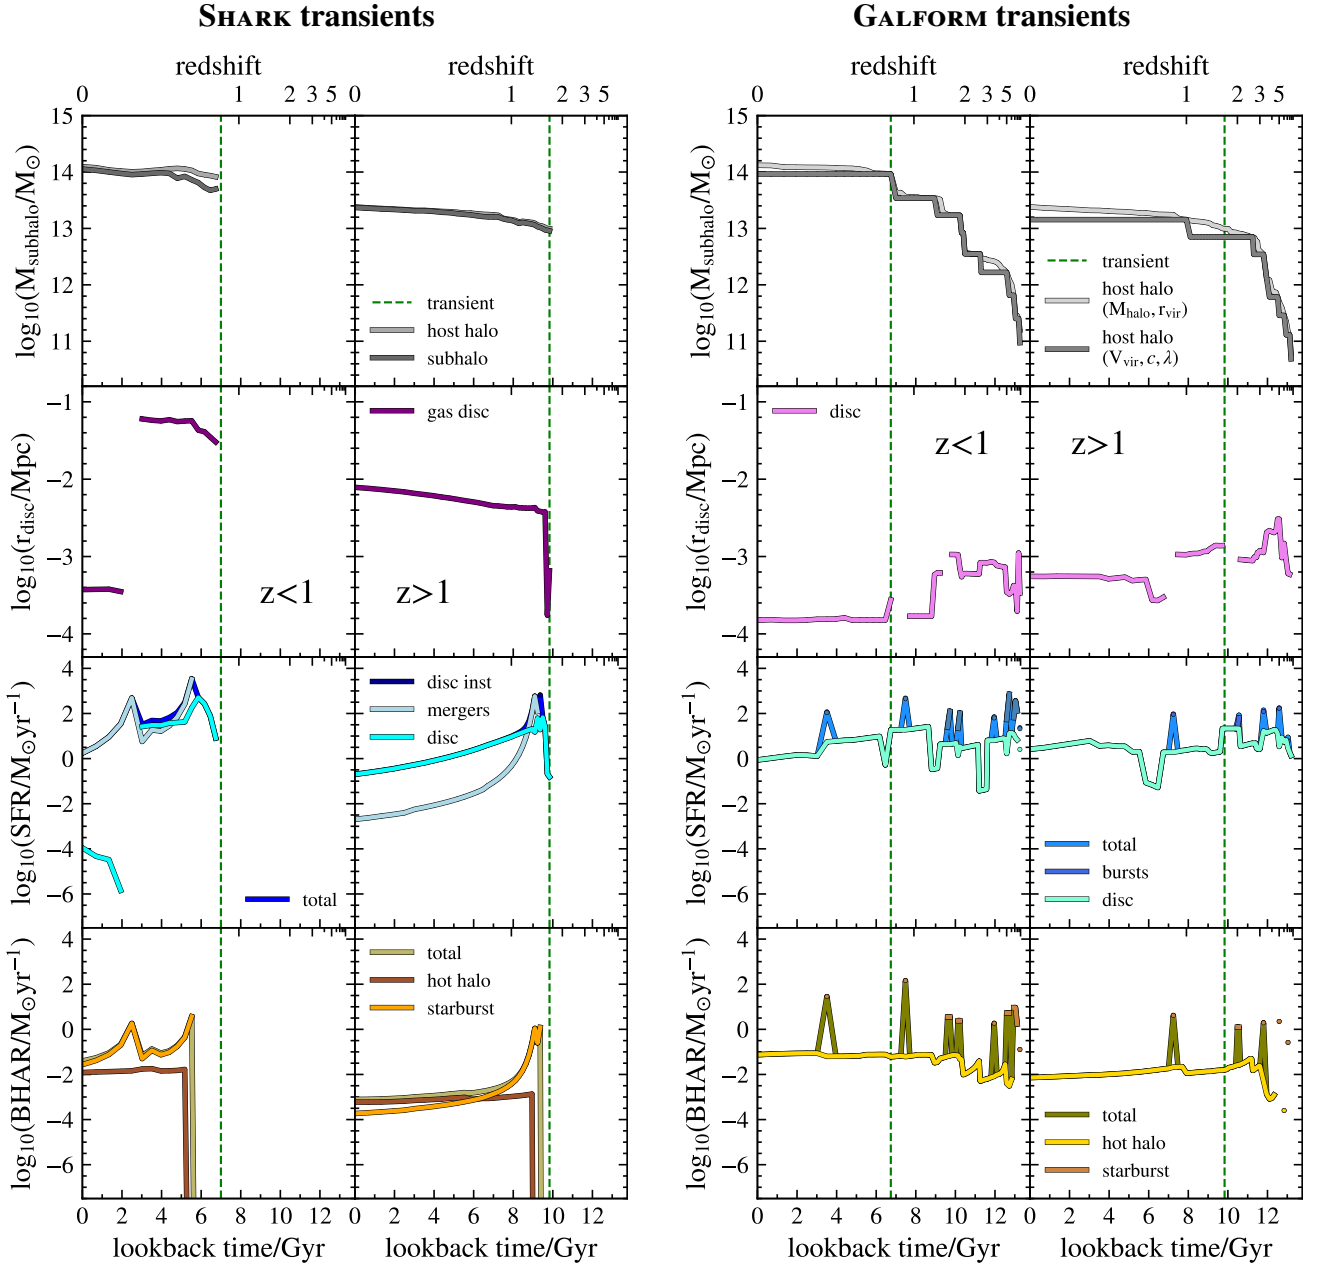 SHARK transients
GALFORM transients
redshift
redshift
redshift
redshift
0 1 2 3 5
0 1 2 3 5
0 1 2 3 5
0 1 2 3 5
log10(Msubhalo/M⊙)
15
14
13
12
11
transient
host halo
subhalo
log10(Msubhalo/M⊙)
15
14
13
12
11
transient
host halo
(Mhalo, rvir)
host halo
(Vvir, c, λ)
log10(rdisc/Mpc)
−1
−2
−3
−4
z<1
gas disc
z>1
log10(rdisc/Mpc)
−1
−2
−3
−4
disc
z<1
z>1
log10(SFR/M⊙yr−1)
4
2
0
−2
−4
−6
total
disc inst
mergers
disc
log10(SFR/M⊙yr−1)
4
2
0
−2
−4
−6
total
bursts
disc
log10(BHAR/M⊙yr−1)
4
2
0
−2
−4
−6
total
hot halo
starburst
log10(BHAR/M⊙yr−1)
4
2
0
−2
−4
−6
total
hot halo
starburst
0 2 4 6 8 10 12
0 2 4 6 8 10 12
0 2 4 6 8 10 12
0 2 4 6 8 10 12
lookback time/Gyr
lookback time/Gyr
lookback time/Gyr
lookback time/Gyr